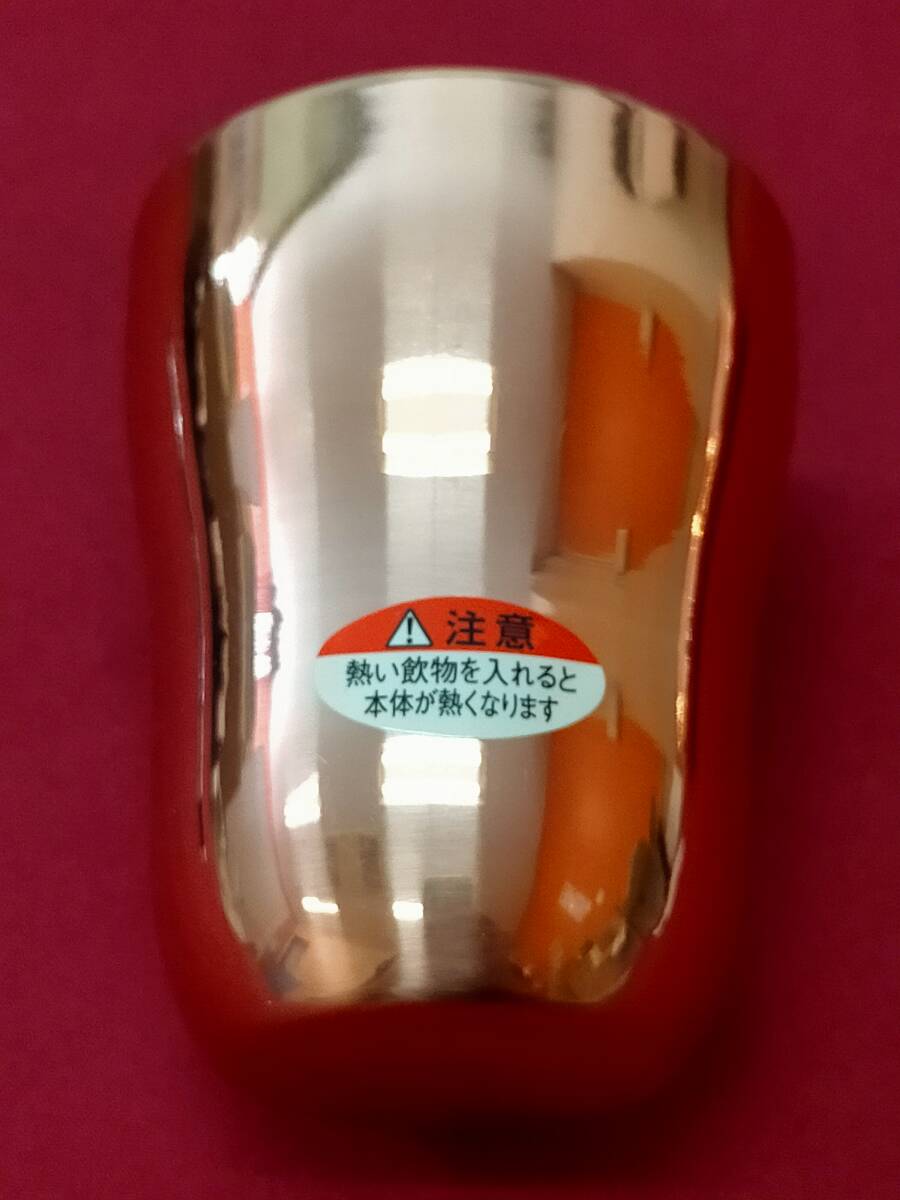 注意
熱い飲物を入れると
本体が熱くなります